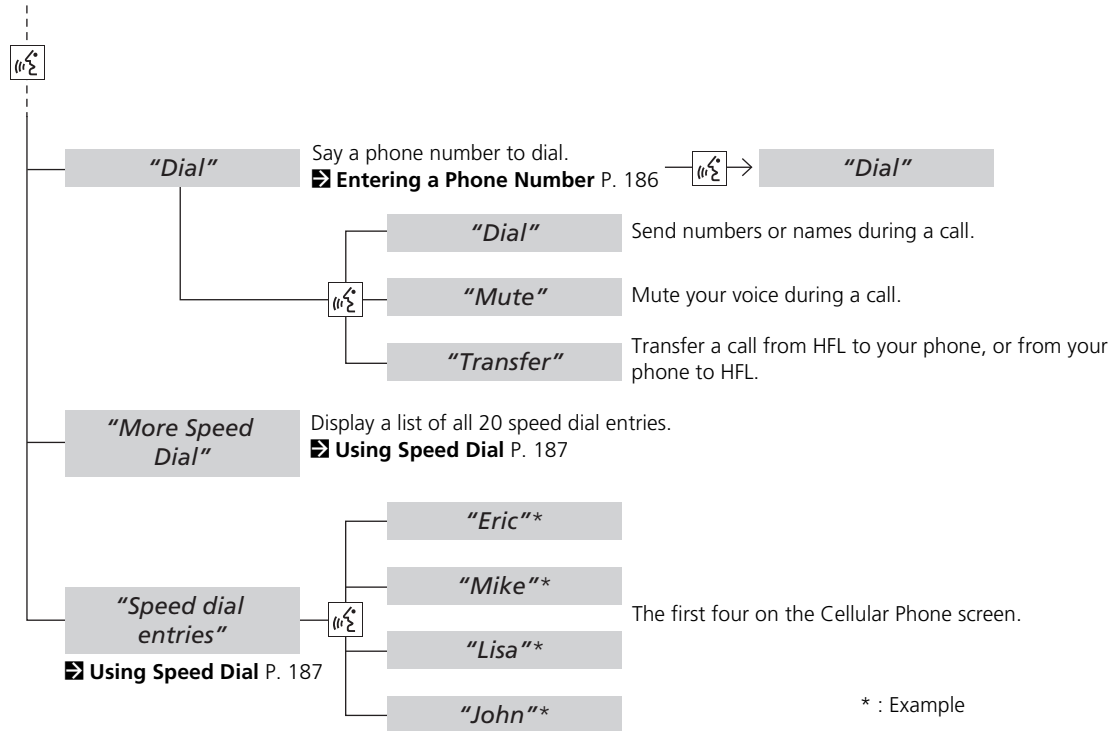 “Dial”
Say a phone number to dial.
Entering a Phone Number P. 186
“Dial”
“Dial”
Send numbers or names during a call.
“Mute”
Mute your voice during a call.
“Transfer”
Transfer a call from HFL to your phone, or from your
phone to HFL.
“More Speed
Dial”
Display a list of all 20 speed dial entries.
Using Speed Dial P. 187
“Speed dial
entries”
Using Speed Dial P. 187
“Eric”*
“Mike”*
“Lisa”*
“John”*
The first four on the Cellular Phone screen.
* : Example